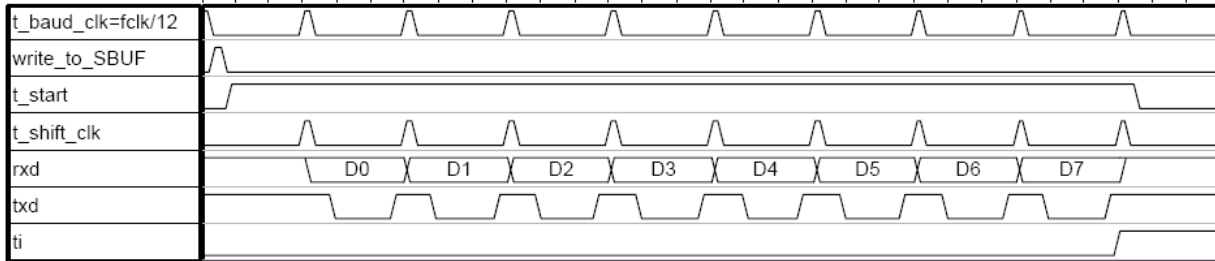 t_baud_clk=fclk/12
write_to_SBUF
t_start
t_shift_clk
rxd D0 D1 D2 D3 D4 D5 D6 D7
txd
ti